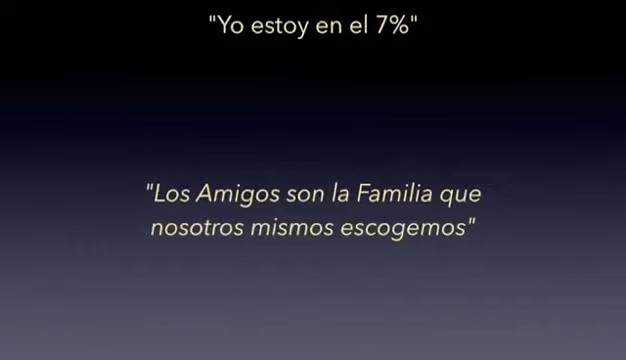 "Yo estoy en el 7%"
"Los Amigos son la Familia que
nosotros mismos escogemos"